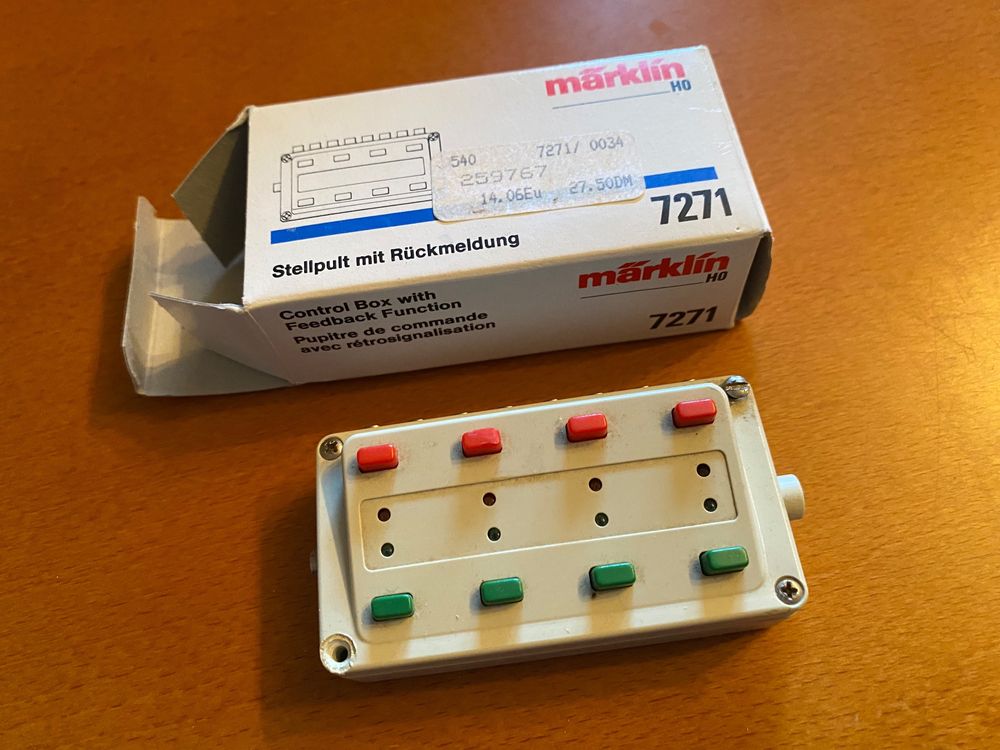 märklin
HO
540 7271/ 0034
259767
14.06Eu 27.50DM
7271
Stellpult mit Rückmeldung
märklin
HO
Control Box with
Feedback Function
Pupitre de commande
avec rétrosignalisation
7271